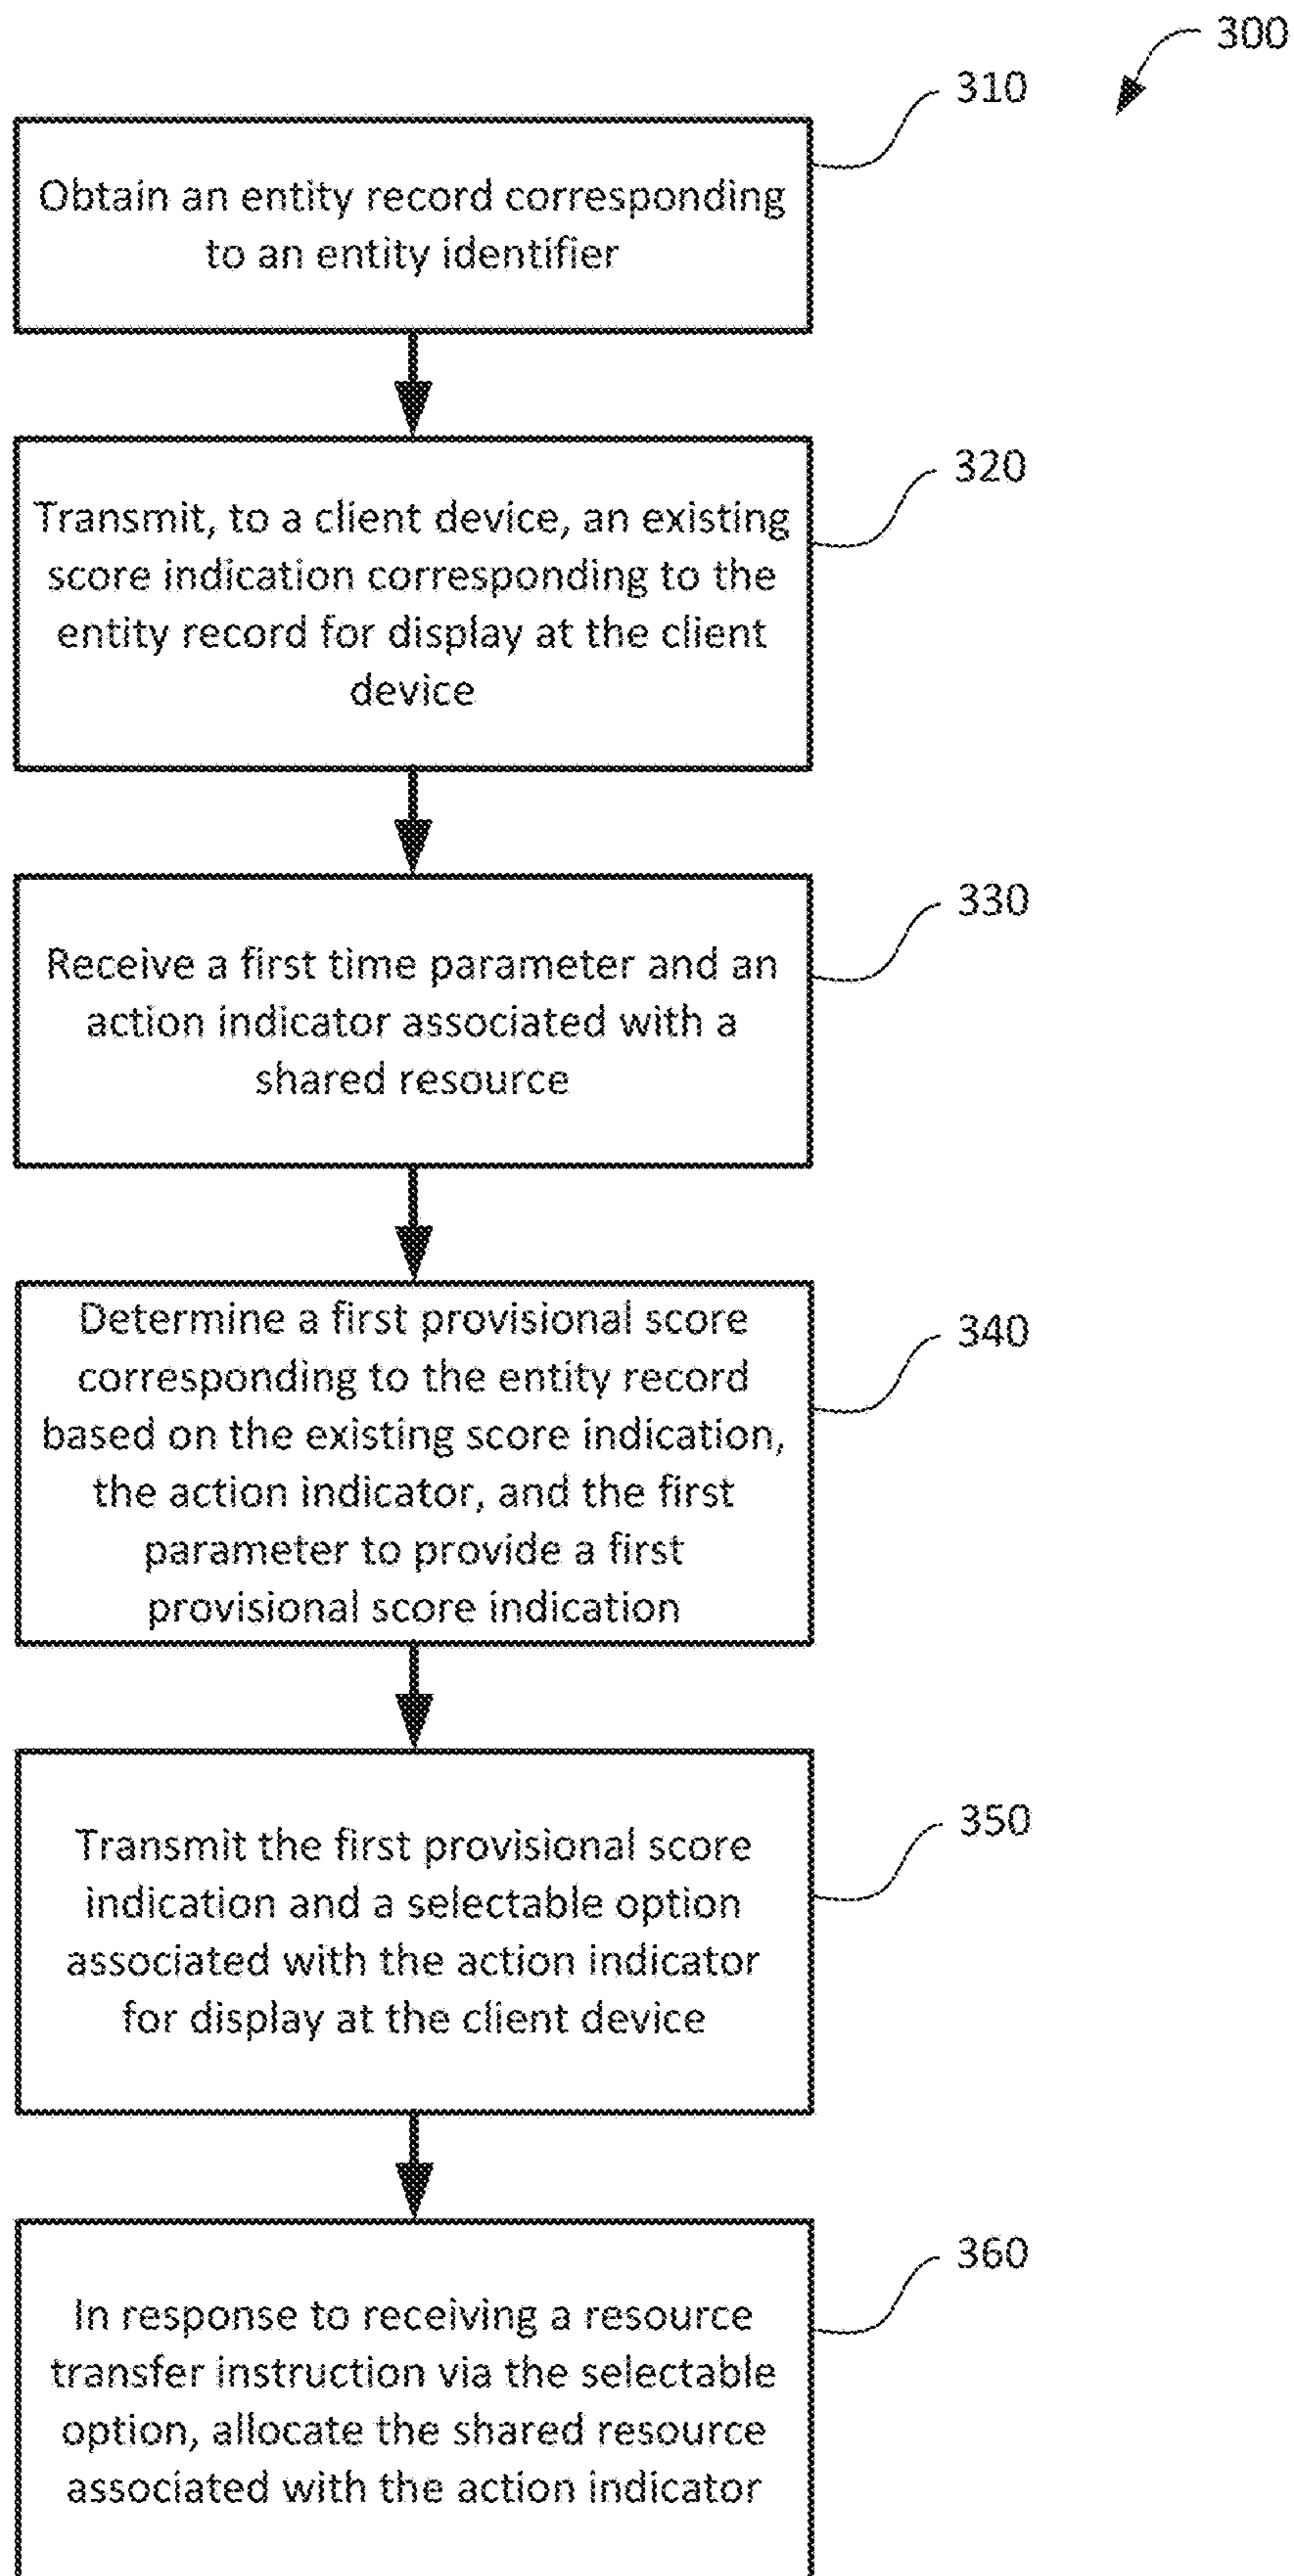 300
310
Obtain an entity record corresponding
to an entity identifier
320
Transmit, to a client device, an existing
score indication corresponding to the
entity record for display at the client
device
330
Receive a first time parameter and an
action indicator associated with a
shared resource
340
Determine a first provisional score
corresponding to the entity record
based on the existing score indication,
the action indicator, and the first
parameter to provide a first
provisional score indication
350
Transmit the first provisional score
indication and a selectable option
associated with the action indicator
for display at the client device
360
In response to receiving a resource
transfer instruction via the selectable
option, allocate the shared resource
associated with the action indicator